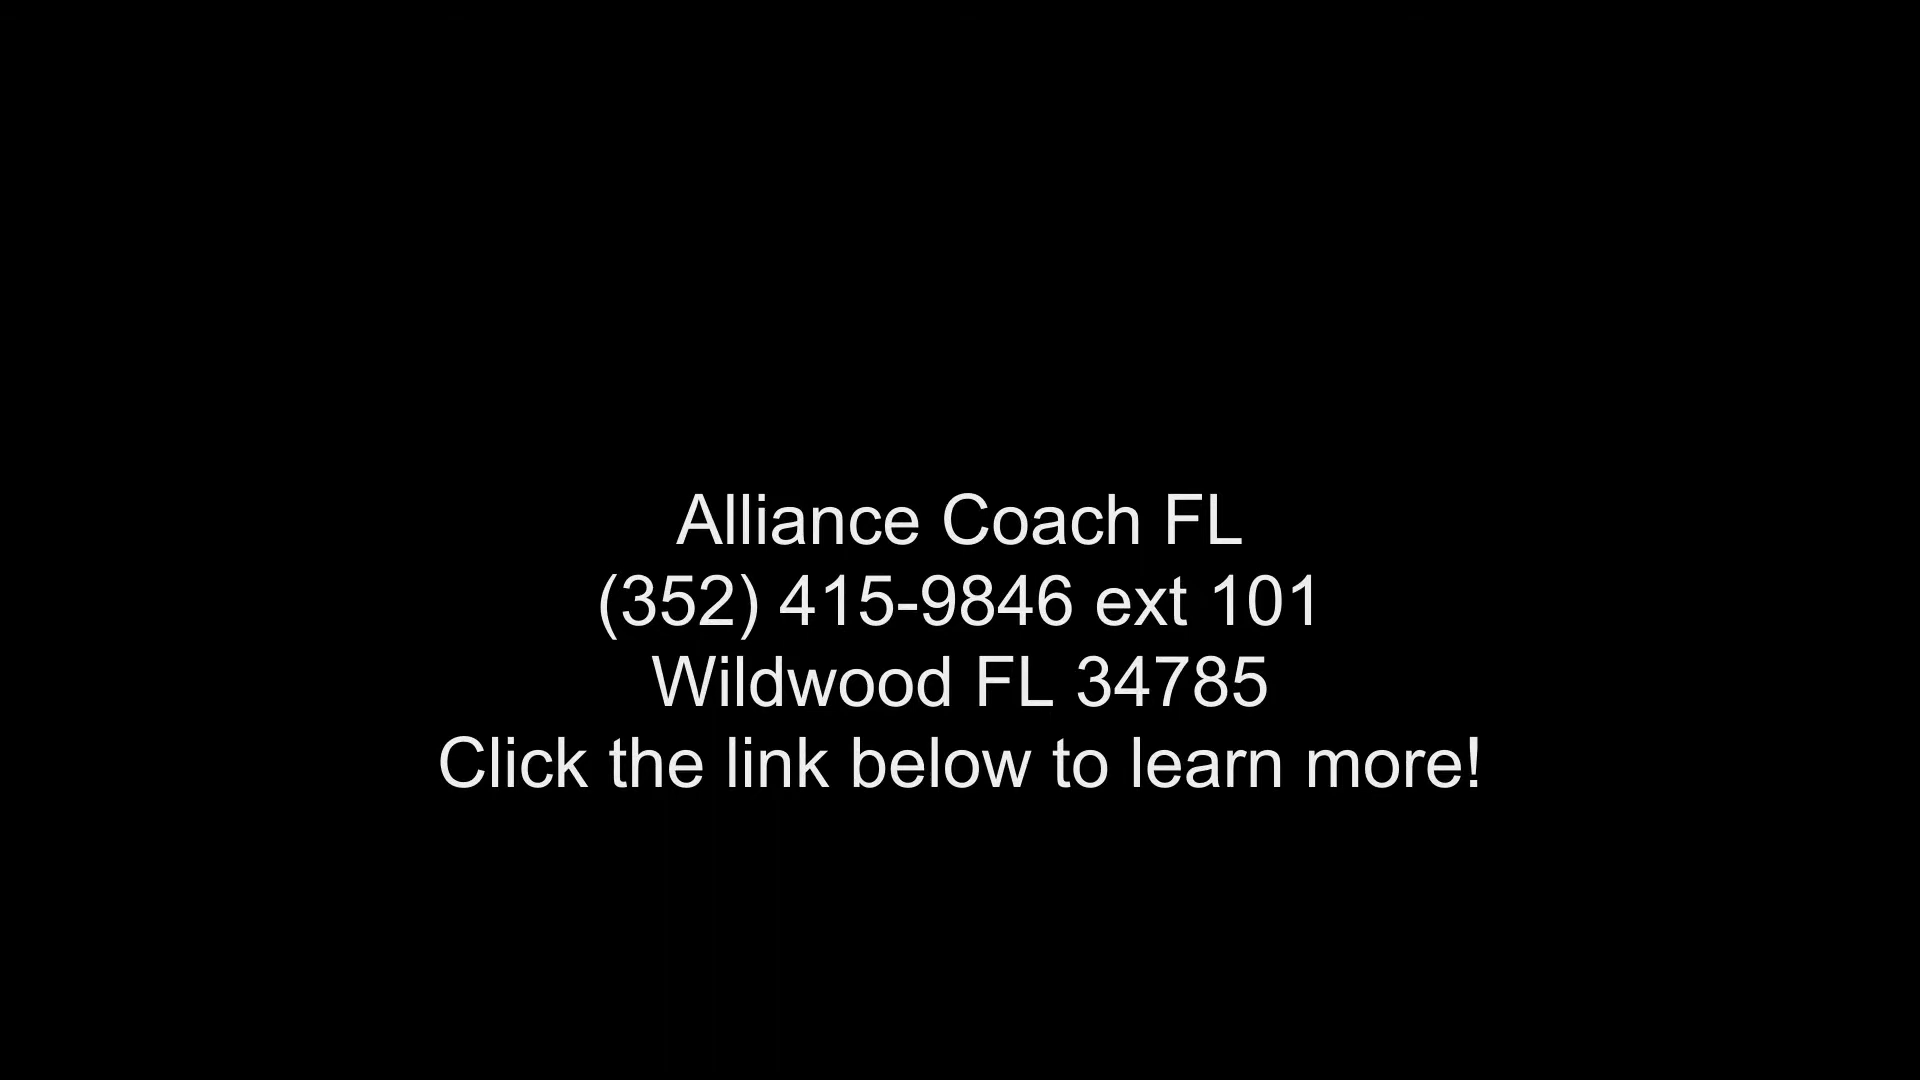 Alliance Coach FL
(352) 415-9846 ext 101
Wildwood FL 34785
Click the link below to learn more!